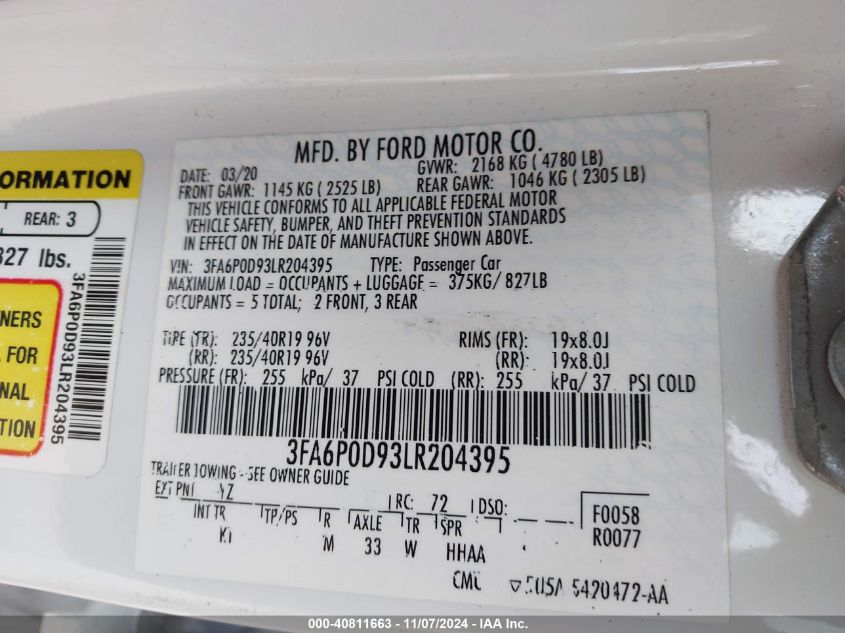 MFD. BY FORD MOTOR CO.
DATE: 03/20 GVWR: 2168 KG ( 4780 LB)
FRONT GAWR: 1145 KG ( 2525 LB) REAR GAWR: 1046 KG ( 2305 LB)
THIS VEHICLE CONFORMS TO ALL APPLICABLE FEDERAL MOTOR
VEHICLE SAFETY, BUMPER, AND THEFT PREVENTION STANDARDS
IN EFFECT ON THE DATE OF MANUFACTURE SHOWN ABOVE.
VIN: 3FA6P0D93LR204395 TYPE: Passenger Car
MAXIMUM LOAD = OCCUPANTS + LUGGAGE = 375KG/ 827LB
OCCUPANTS = 5 TOTAL; 2 FRONT, 3 REAR
TIRE (FR): 235/40R19 96V RIMS (FR): 19x8.0J
(RR): 235/40R19 96V (RR): 19x8.0J
PRESSURE (FR): 255 kPa/ 37 PSI COLD (RR): 255 kPa/ 37 PSI COLD
3FA6P0D93LR204395
TRAILER TOWING - SEE OWNER GUIDE
EXT PNT YZ RC: 72 DSO: F0058
INT TR TP/PS R AXLE TR SPR R0077
M 33 W HHAA
5420472-AA
ORMATION
REAR: 3
327 lbs.
NERS
FOR
NAL
TION
3FA6P0D93LR204395
000-40811663 - 11/07/2024 - IAA Inc.